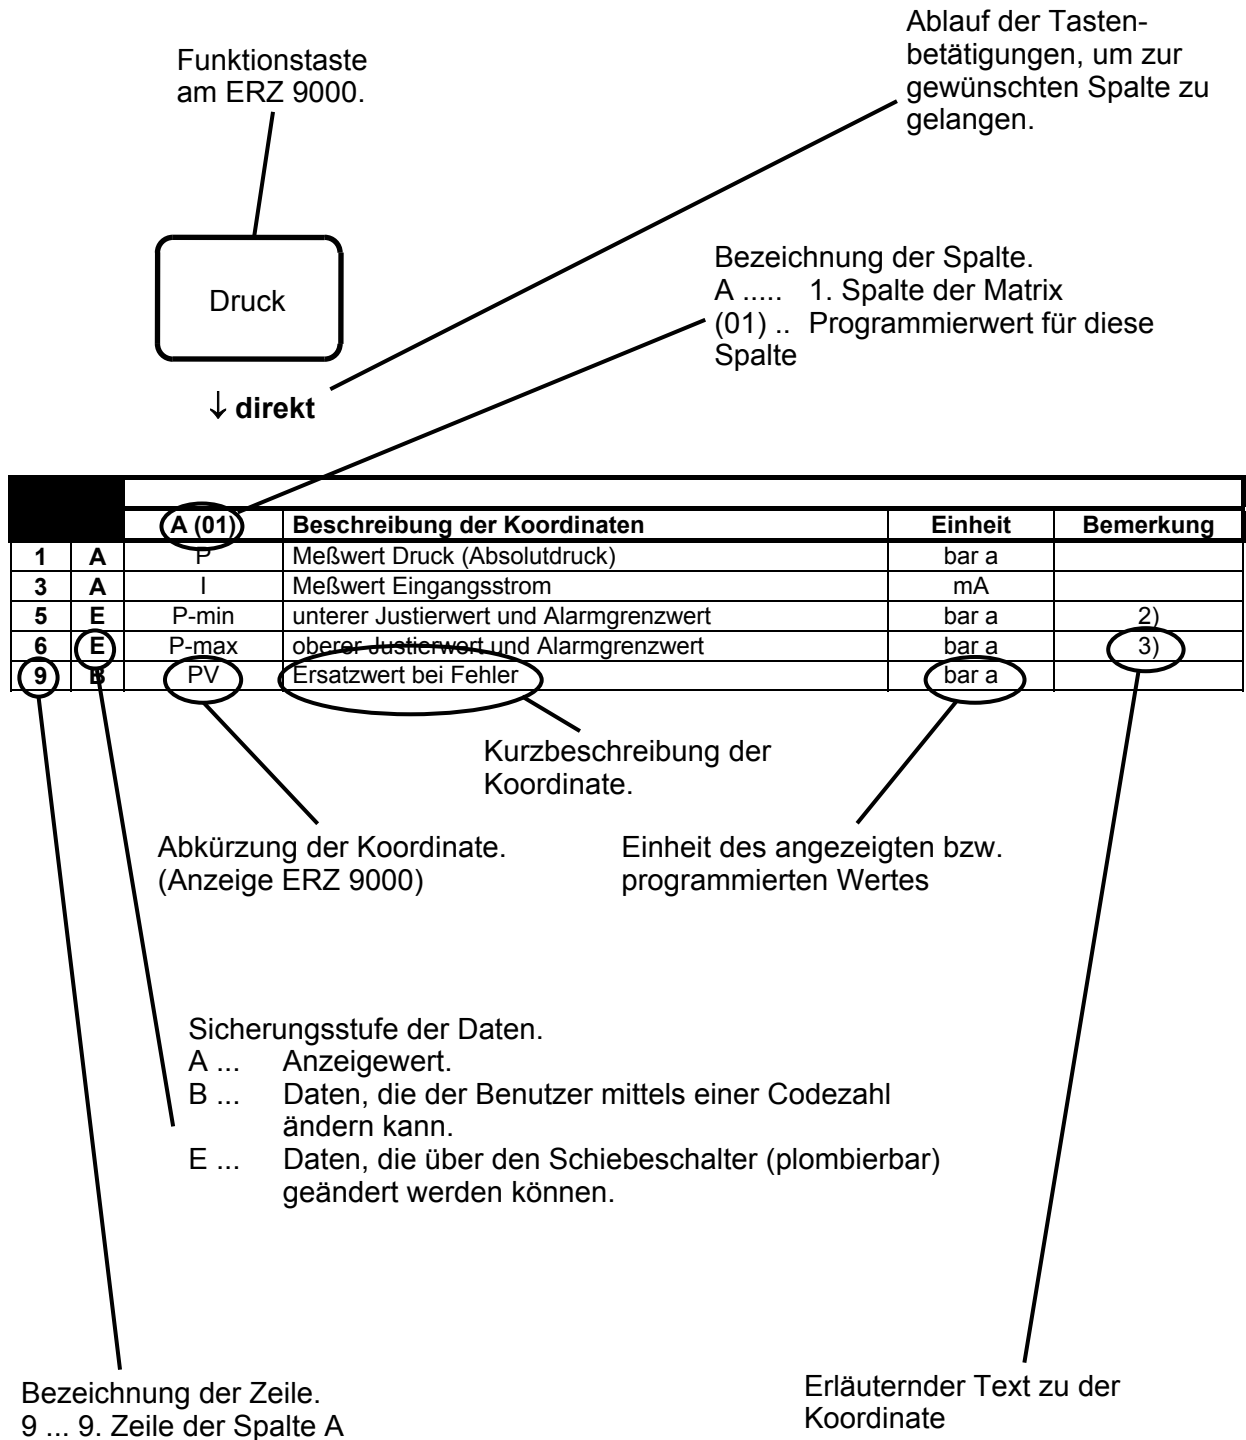 Funktionstaste
am ERZ 9000.
Ablauf der Tasten-
betätigungen, um zur
gewünschten Spalte zu
gelangen.
Druck
Bezeichnung der Spalte.
A ..... 1. Spalte der Matrix
(01) .. Programmierwert für diese
Spalte
↓ direkt
A (01) Beschreibung der Koordinaten Einheit Bemerkung
1 A P Meßwert Druck (Absolutdruck) bar a
3 A I Meßwert Eingangsstrom mA
5 E P-min unterer Justierwert und Alarmgrenzwert bar a 2)
6 E P-max oberer Justierwert und Alarmgrenzwert bar a 3)
9 B PV Ersatzwert bei Fehler bar a
Kurzbeschreibung der
Koordinate.
Abkürzung der Koordinate.
(Anzeige ERZ 9000)
Einheit des angezeigten bzw.
programmierten Wertes
Sicherungsstufe der Daten.
A ... Anzeigewert.
B ... Daten, die der Benutzer mittels einer Codezahl
ändern kann.
E ... Daten, die über den Schiebeschalter (plombierbar)
geändert werden können.
Bezeichnung der Zeile.
9 ... 9. Zeile der Spalte A
Erläuternder Text zu der
Koordinate